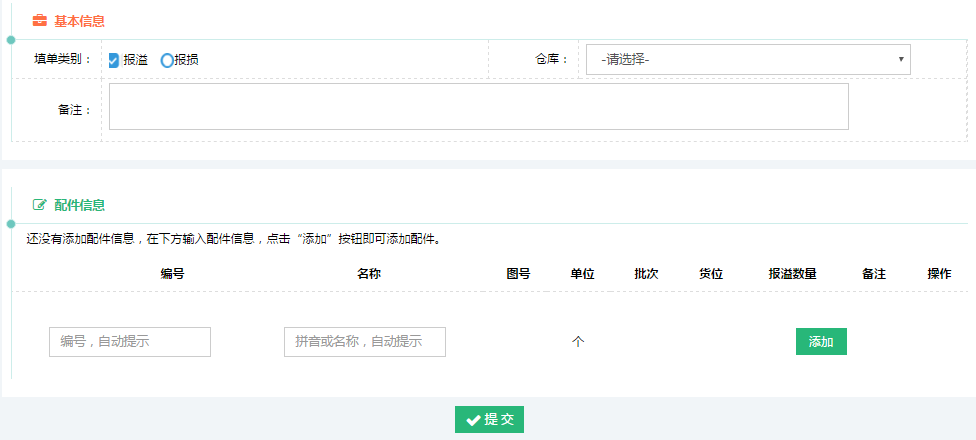 基本信息
填单类别： 报溢 报损 仓库： -请选择-
备注：
配件信息
还没有添加配件信息，在下方输入配件信息，点击“添加”按钮即可添加配件。
编号 名称 图号 单位 批次 货位 报溢数量 备注 操作
编号，自动提示 拼音或名称，自动提示 个 添加
提交